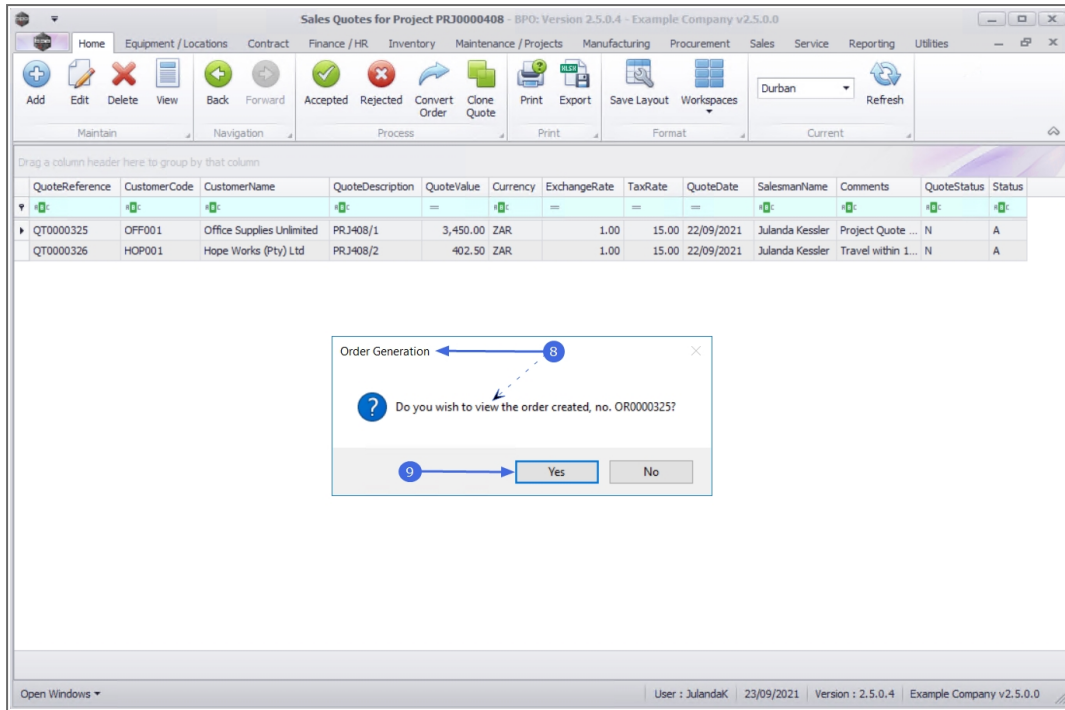 Sales Quotes for Project PRJ0000408 - BPO: Version 2.5.0.4 - Example Company v2.5.0.0
Home Equipment / Locations Contract Finance / HR Inventory Maintenance / Projects Manufacturing Procurement Sales Service Reporting Utilities
Add Edit Delete View Back Forward Accepted Rejected Convert Order Clone Quote Print Export Save Layout Workspaces Durban Refresh
Maintain Navigation Process Print Format Current
Drag a column header here to group by that column
QuoteReference CustomerCode CustomerName QuoteDescription QuoteValue Currency ExchangeRate TaxRate QuoteDate SalesmanName Comments QuoteStatus Status
QT0000325 OFF001 Office Supplies Unlimited PRJ408/1 3,450.00 ZAR 1.00 15.00 22/09/2021 Julanda Kessler Project Quote ... N A
QT0000326 HOP001 Hope Works (Pty) Ltd PRJ408/2 402.50 ZAR 1.00 15.00 22/09/2021 Julanda Kessler Travel within 1... N A
Order Generation 8
Do you wish to view the order created, no. OR0000325?
9 Yes No
Open Windows User : JulandaK 23/09/2021 Version : 2.5.0.4 Example Company v2.5.0.0